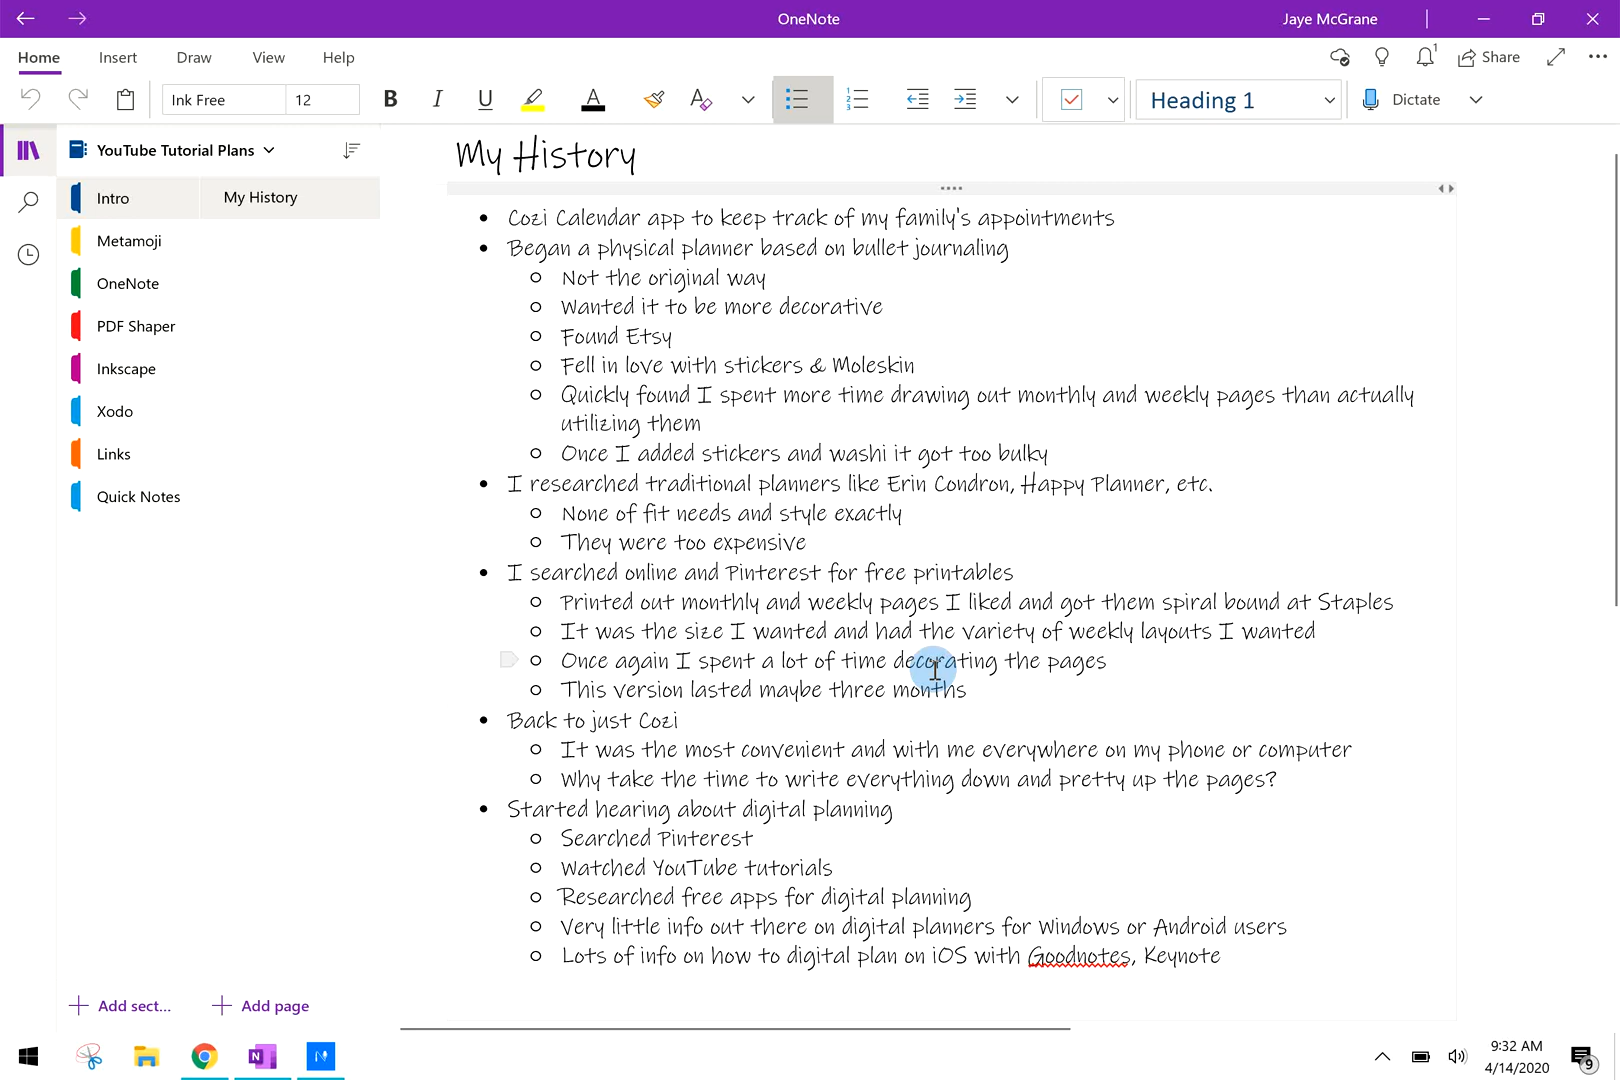 OneNote
Jaye McGrane
Home Insert Draw View Help
1
Share
Ink Free 12 B I U A A Heading 1 Dictate
YouTube Tutorial Plans
Intro
Metamoji
OneNote
PDF Shaper
Inkscape
Xodo
Links
Quick Notes
My History
Add sect...
Add page
My History
Cozi Calendar app to keep track of my family's appointments
Began a physical planner based on bullet journaling
Not the original way
Wanted it to be more decorative
Found Etsy
Fell in love with stickers & Moleskin
Quickly found I spent more time drawing out monthly and weekly pages than actually
utilizing them
Once I added stickers and washi it got too bulky
I researched traditional planners like Erin Condron, Happy Planner, etc.
None of fit needs and style exactly
They were too expensive
I searched online and Pinterest for free printables
Printed out monthly and weekly pages I liked and got them spiral bound at Staples
It was the size I wanted and had the variety of weekly layouts I wanted
Once again I spent a lot of time decorating the pages
This version lasted maybe three months
Back to just Cozi
It was the most convenient and with me everywhere on my phone or computer
Why take the time to write everything down and pretty up the pages?
Started hearing about digital planning
Searched Pinterest
Watched YouTube tutorials
Researched free apps for digital planning
Very little info out there on digital planners for Windows or Android users
Lots of info on how to digital plan on iOS with Goodnotes, Keynote
N
9:32 AM
4/14/2020
9